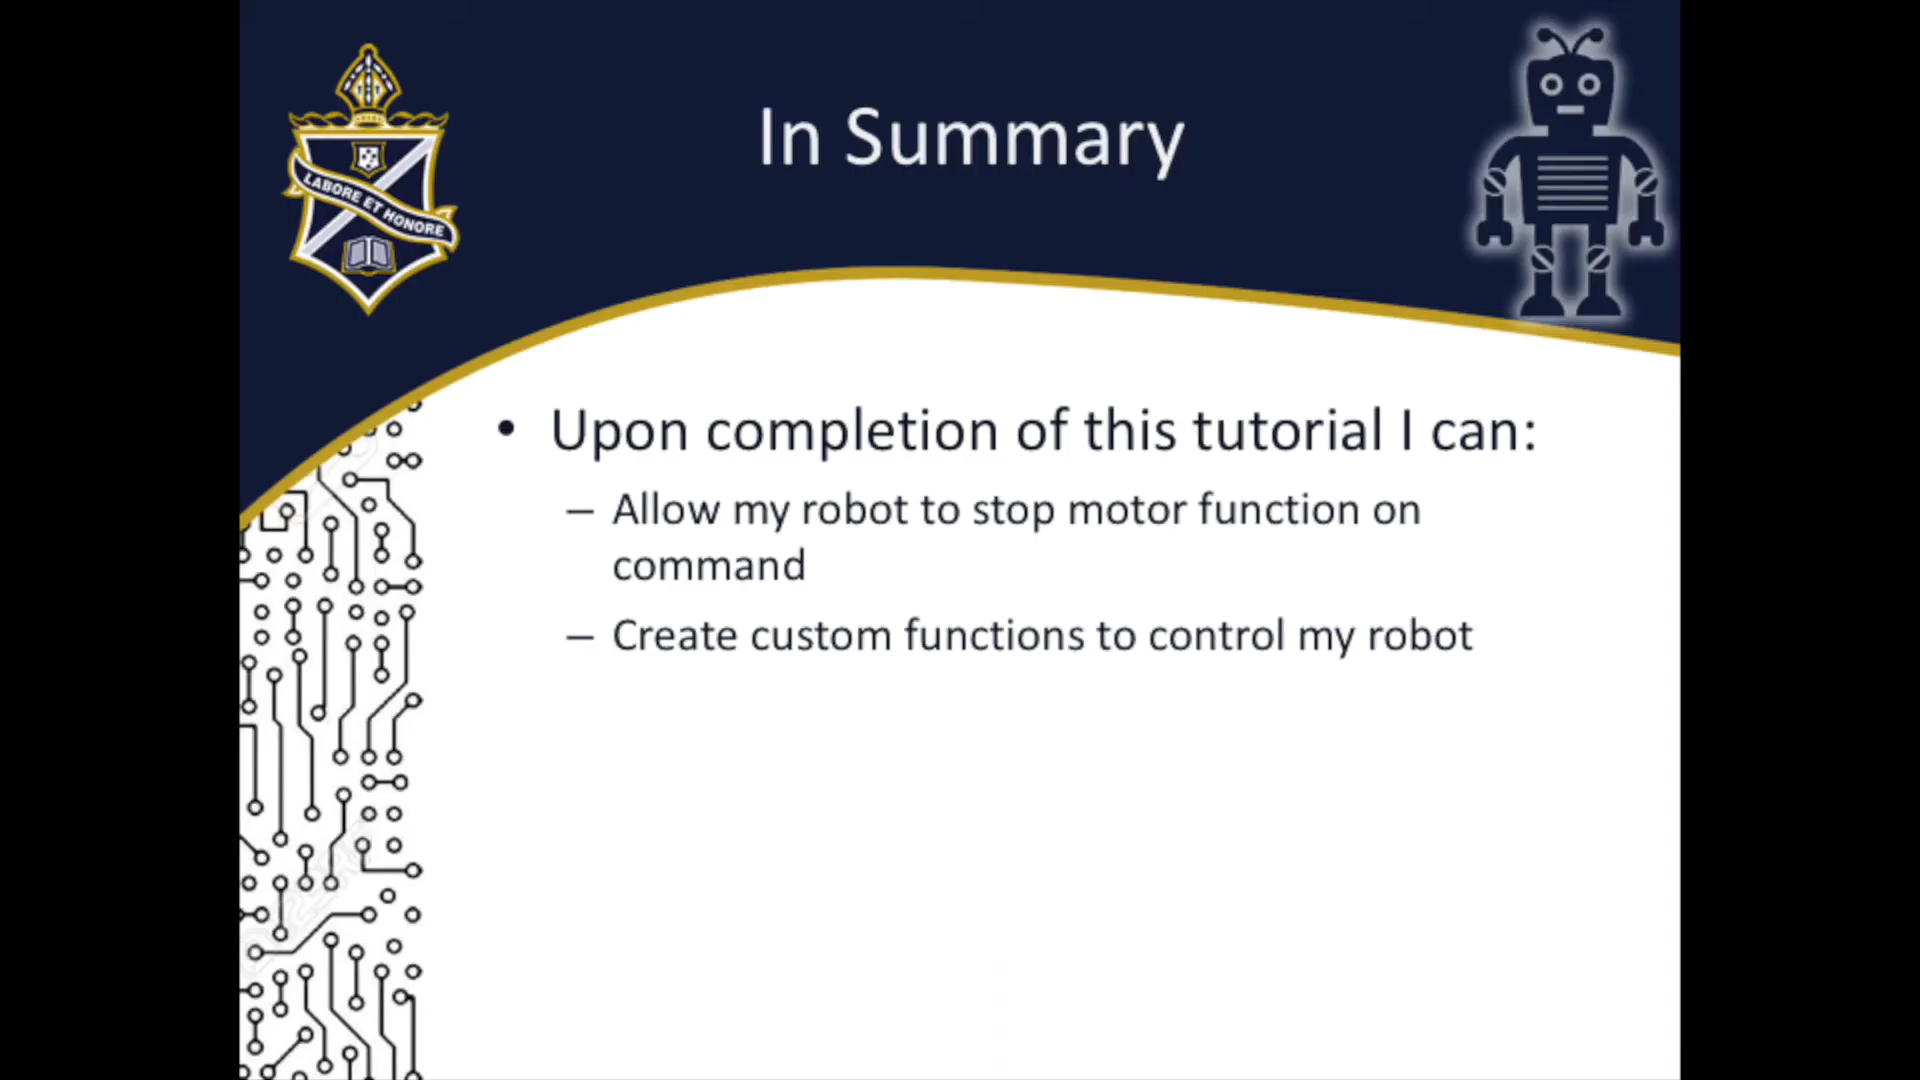 In Summary
LABORE ET HONORE
• Upon completion of this tutorial I can:
– Allow my robot to stop motor function on
command
– Create custom functions to control my robot